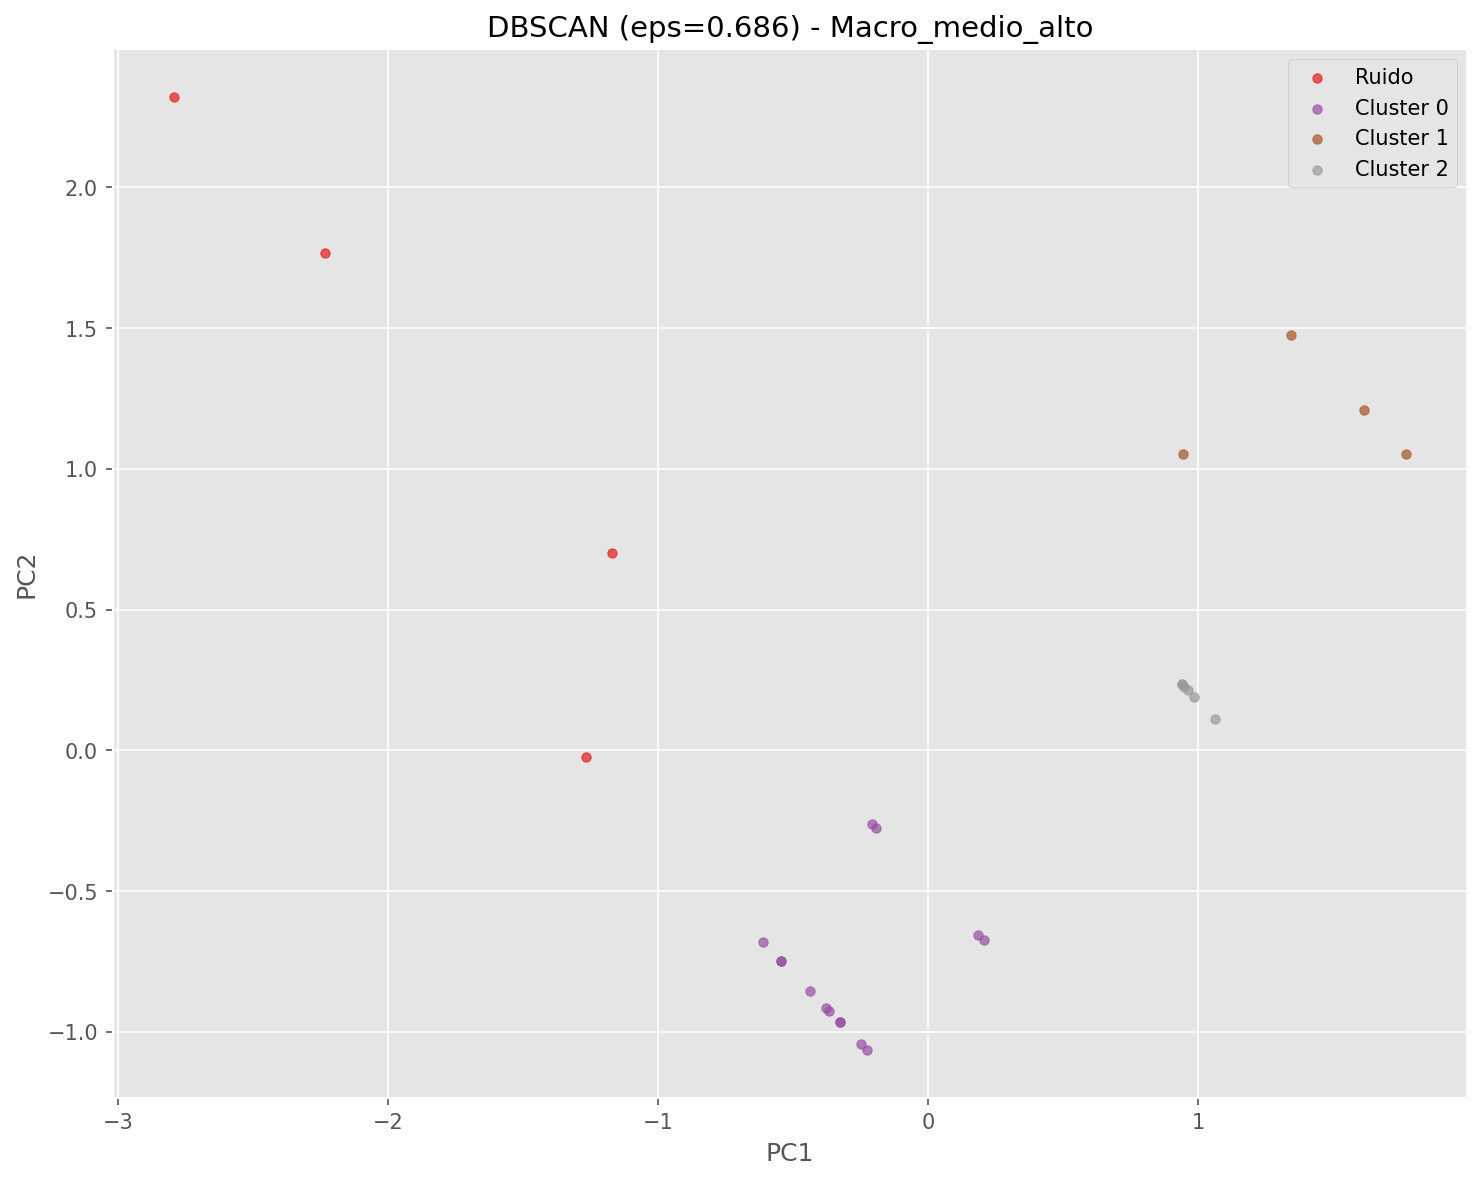 DBSCAN (eps=0.686) - Macro_medio_alto
Ruido
Cluster 0
Cluster 1
Cluster 2
2.0
1.5
1.0
0.5
0.0
−0.5
−1.0
PC2
−3
−2
−1
0
1
PC1